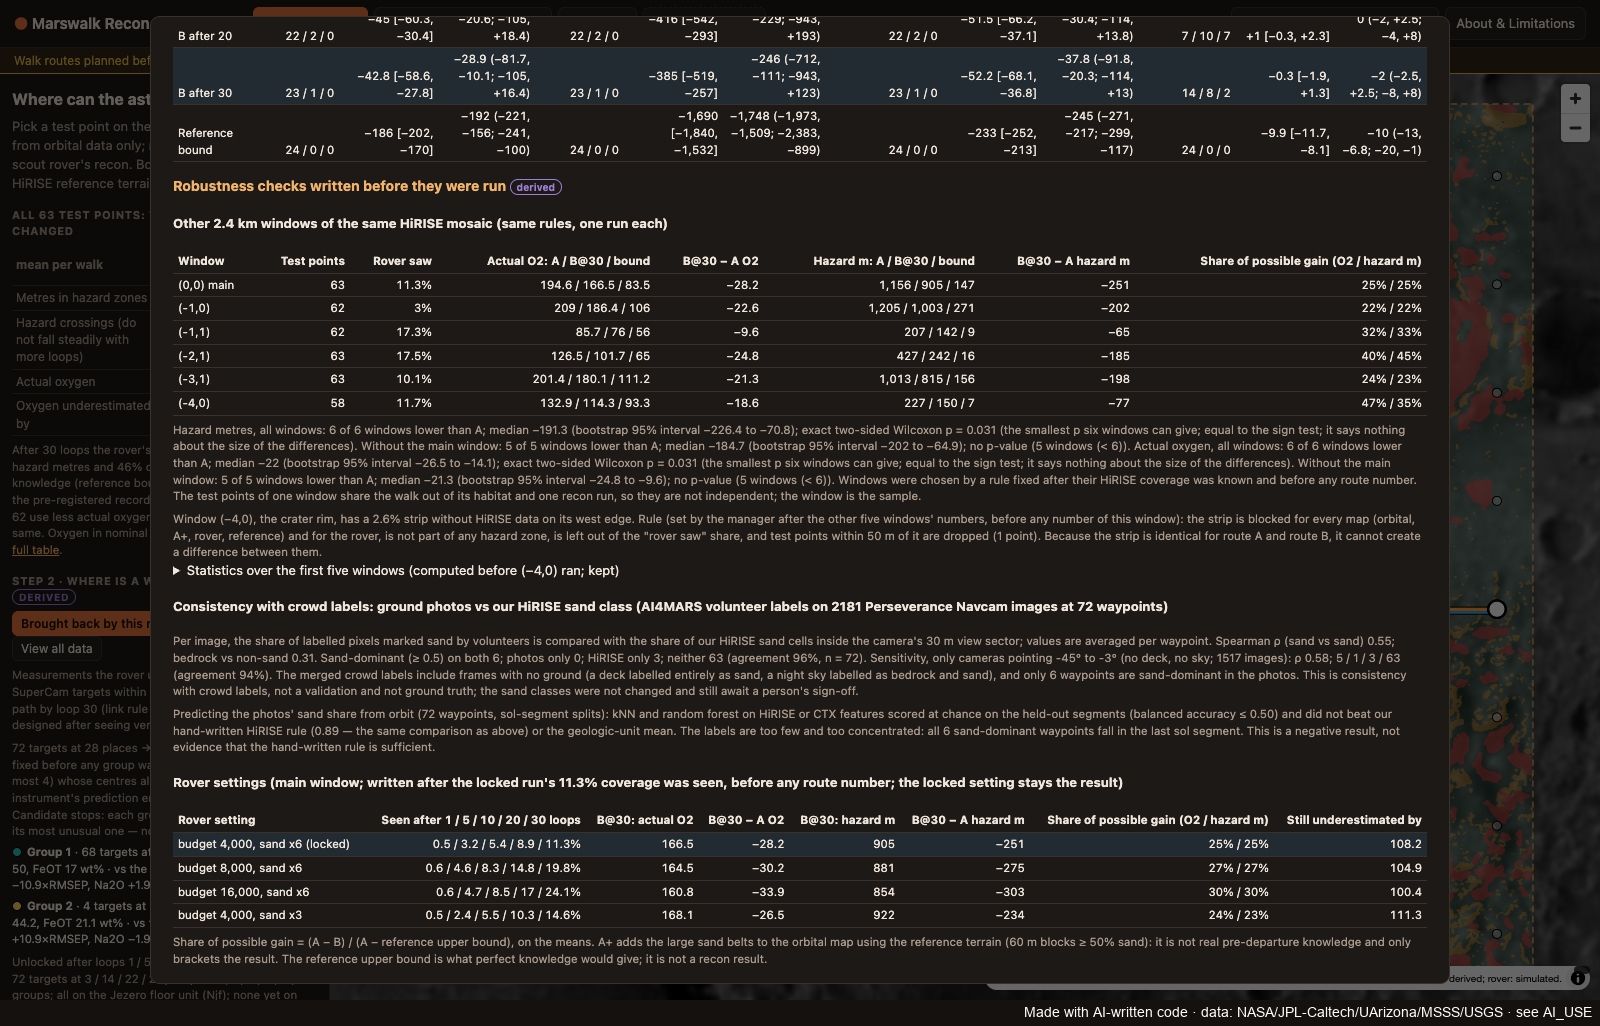 Marswalk Recon
About & Limitations
Walk routes planned bef
Where can the ast
Pick a test point on the
from orbital data only;
scout rover's recon. Bo
HiRISE reference terrai
ALL 63 TEST POINTS:
CHANGED
mean per walk
Metres in hazard zones
Hazard crossings (do
not fall steadily with
more loops)
Actual oxygen
Oxygen underestimated
by
After 30 loops the rover's
hazard metres and 46% o
knowledge (reference bou
the pre-registered record
62 use less actual oxygen
same. Oxygen in nominal
full table.
STEP 2 · WHERE IS A W
DERIVED
Brought back by this r
View all data
Measurements the rover
SuperCam targets within
path by loop 30 (link rule
designed after seeing ver
72 targets at 28 places →
fixed before any group wa
most 4) whose centres al
instrument's prediction er
Candidate stops: each gro
its most unusual one — ne
Group 1 · 68 targets at
50, FeOT 17 wt% · vs the
−10.9×RMSEP, Na2O +1.9
Group 2 · 4 targets at
44.2, FeOT 21.1 wt% · vs
+10.9×RMSEP, Na2O −1.9
Unlocked after loops 1 / 5
72 targets at 3 / 14 / 22 / 2
groups; all on the Jezero floor unit (Njf); none yet on
−45 [−60.3, −20.6; −105, −416 [−542, −229; −943, −51.5 [−66.2, −30.4; −114, 0 (−2, +2.5;
B after 20 22 / 2 / 0 −30.4] +18.4) 22 / 2 / 0 −293] +193) 22 / 2 / 0 −37.1] +13.8) 7 / 10 / 7 +1 [−0.3, +2.3] −4, +8)
−28.9 (−81.7, −246 (−712, −37.8 (−91.8,
−42.8 [−58.6, −10.1; −105, −385 [−519, −111; −943, −52.2 [−68.1, −20.3; −114, −0.3 [−1.9, −2 (−2.5,
B after 30 23 / 1 / 0 −27.8] +16.4) 23 / 1 / 0 −257] +123) 23 / 1 / 0 −36.8] +13) 14 / 8 / 2 +1.3] +2.5; −8, +8)
−192 (−221, −1,690 −1,748 (−1,973, −245 (−271,
Reference −186 [−202, −156; −241, [−1,840, −1,509; −2,383, −233 [−252, −217; −299, −9.9 [−11.7, −10 (−13,
bound 24 / 0 / 0 −170] −100) 24 / 0 / 0 −1,532] −899) 24 / 0 / 0 −213] −117) 24 / 0 / 0 −8.1] −6.8; −20, −1)
Robustness checks written before they were run derived
Other 2.4 km windows of the same HiRISE mosaic (same rules, one run each)
Window Test points Rover saw Actual O2: A / B@30 / bound B@30 − A O2 Hazard m: A / B@30 / bound B@30 − A hazard m Share of possible gain (O2 / hazard m)
(0,0) main 63 11.3% 194.6 / 166.5 / 83.5 −28.2 1,156 / 905 / 147 −251 25% / 25%
(-1,0) 62 3% 209 / 186.4 / 106 −22.6 1,205 / 1,003 / 271 −202 22% / 22%
(-1,1) 62 17.3% 85.7 / 76 / 56 −9.6 207 / 142 / 9 −65 32% / 33%
(-2,1) 63 17.5% 126.5 / 101.7 / 65 −24.8 427 / 242 / 16 −185 40% / 45%
(-3,1) 63 10.1% 201.4 / 180.1 / 111.2 −21.3 1,013 / 815 / 156 −198 24% / 23%
(-4,0) 58 11.7% 132.9 / 114.3 / 93.3 −18.6 227 / 150 / 7 −77 47% / 35%
Hazard metres, all windows: 6 of 6 windows lower than A; median −191.3 (bootstrap 95% interval −226.4 to −70.8); exact two-sided Wilcoxon p = 0.031 (the smallest p six windows can give; equal to the sign test; it says nothing
about the size of the differences). Without the main window: 5 of 5 windows lower than A; median −184.7 (bootstrap 95% interval −202 to −64.9); no p-value (5 windows (< 6)). Actual oxygen, all windows: 6 of 6 windows lower
than A; median −22 (bootstrap 95% interval −26.5 to −14.1); exact two-sided Wilcoxon p = 0.031 (the smallest p six windows can give; equal to the sign test; it says nothing about the size of the differences). Without the main
window: 5 of 5 windows lower than A; median −21.3 (bootstrap 95% interval −24.8 to −9.6); no p-value (5 windows (< 6)). Windows were chosen by a rule fixed after their HiRISE coverage was known and before any route number.
The test points of one window share the walk out of its habitat and one recon run, so they are not independent; the window is the sample.
Window (−4,0), the crater rim, has a 2.6% strip without HiRISE data on its west edge. Rule (set by the manager after the other five windows' numbers, before any number of this window): the strip is blocked for every map (orbital,
A+, rover, reference) and for the rover, is not part of any hazard zone, is left out of the "rover saw" share, and test points within 50 m of it are dropped (1 point). Because the strip is identical for route A and route B, it cannot create
a difference between them.
▶ Statistics over the first five windows (computed before (−4,0) ran; kept)
Consistency with crowd labels: ground photos vs our HiRISE sand class (AI4MARS volunteer labels on 2181 Perseverance Navcam images at 72 waypoints)
Per image, the share of labelled pixels marked sand by volunteers is compared with the share of our HiRISE sand cells inside the camera's 30 m view sector; values are averaged per waypoint. Spearman ρ (sand vs sand) 0.55;
bedrock vs non-sand 0.31. Sand-dominant (≥ 0.5) on both 6; photos only 0; HiRISE only 3; neither 63 (agreement 96%, n = 72). Sensitivity, only cameras pointing -45° to -3° (no deck, no sky; 1517 images): ρ 0.58; 5 / 1 / 3 / 63
(agreement 94%). The merged crowd labels include frames with no ground (a deck labelled entirely as sand, a night sky labelled as bedrock and sand), and only 6 waypoints are sand-dominant in the photos. This is consistency
with crowd labels, not a validation and not ground truth; the sand classes were not changed and still await a person's sign-off.
Predicting the photos' sand share from orbit (72 waypoints, sol-segment splits): kNN and random forest on HiRISE or CTX features scored at chance on the held-out segments (balanced accuracy ≤ 0.50) and did not beat our
hand-written HiRISE rule (0.89 — the same comparison as above) or the geologic-unit mean. The labels are too few and too concentrated: all 6 sand-dominant waypoints fall in the last sol segment. This is a negative result, not
evidence that the hand-written rule is sufficient.
Rover settings (main window; written after the locked run's 11.3% coverage was seen, before any route number; the locked setting stays the result)
Rover setting Seen after 1 / 5 / 10 / 20 / 30 loops B@30: actual O2 B@30 − A O2 B@30: hazard m B@30 − A hazard m Share of possible gain (O2 / hazard m) Still underestimated by
budget 4,000, sand x6 (locked) 0.5 / 3.2 / 5.4 / 8.9 / 11.3% 166.5 −28.2 905 −251 25% / 25% 108.2
budget 8,000, sand x6 0.6 / 4.6 / 8.3 / 14.8 / 19.8% 164.5 −30.2 881 −275 27% / 27% 104.9
budget 16,000, sand x6 0.6 / 4.7 / 8.5 / 17 / 24.1% 160.8 −33.9 854 −303 30% / 30% 100.4
budget 4,000, sand x3 0.5 / 2.4 / 5.5 / 10.3 / 14.6% 168.1 −26.5 922 −234 24% / 23% 111.3
Share of possible gain = (A − B) / (A − reference upper bound), on the means. A+ adds the large sand belts to the orbital map using the reference terrain (60 m blocks ≥ 50% sand): it is not real pre-departure knowledge and only
brackets the result. The reference upper bound is what perfect knowledge would give; it is not a recon result.
+
−
derived; rover: simulated.
Made with AI-written code · data: NASA/JPL-Caltech/UArizona/MSSS/USGS · see AI_USE